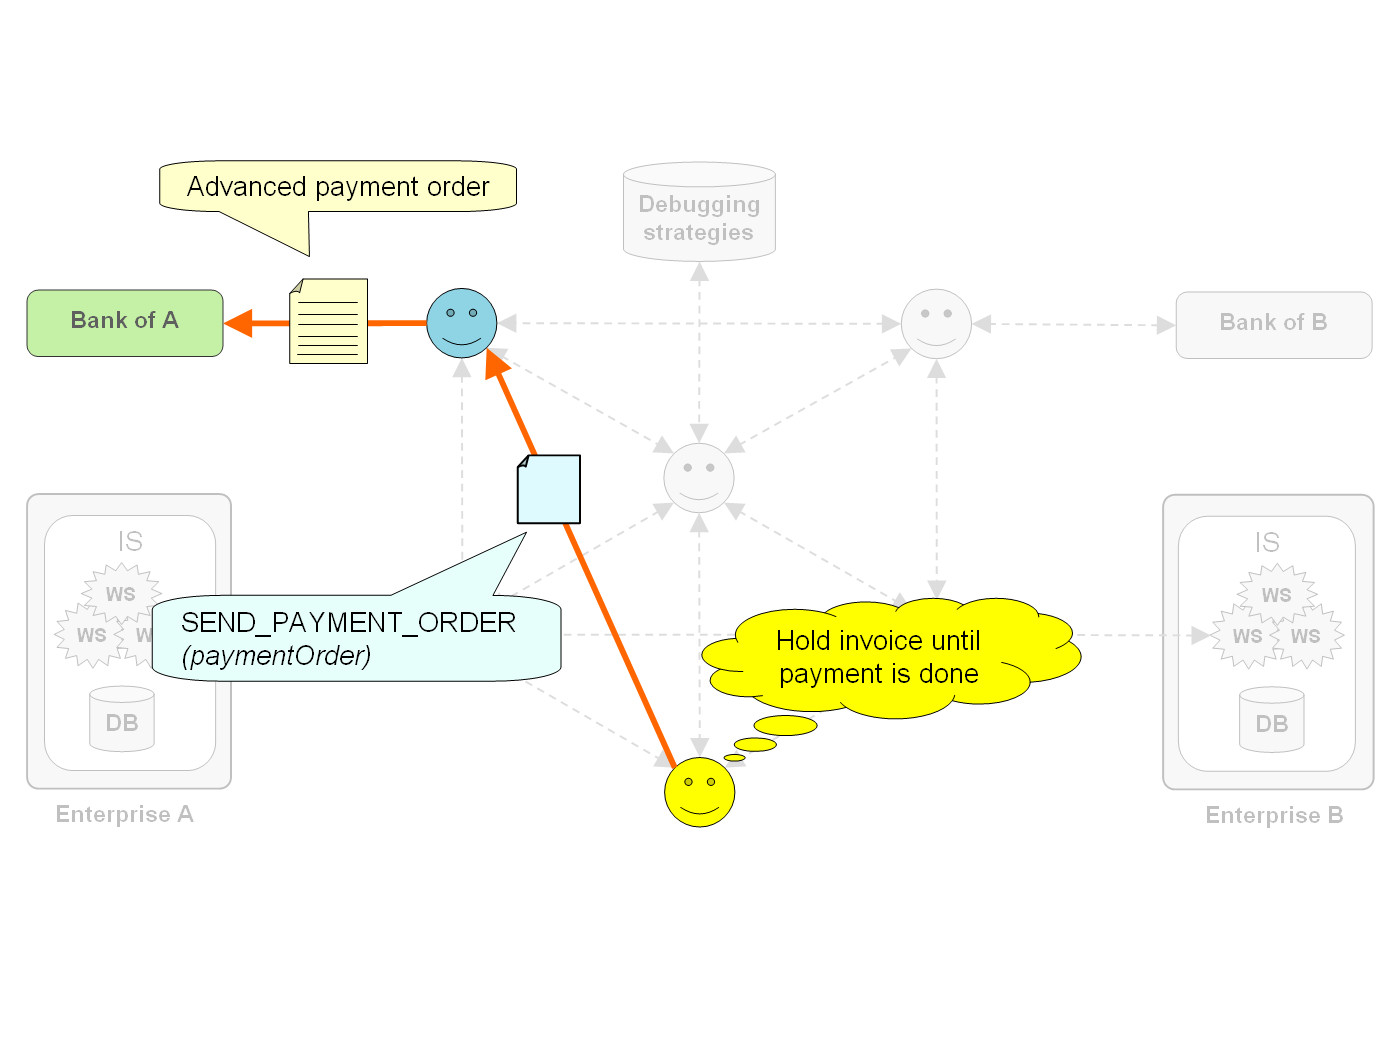 Advanced payment order
Debugging
strategies
Bank of A
Bank of B
IS
WS
WS
W
DB
Enterprise A
SEND_PAYMENT_ORDER
(paymentOrder)
Hold invoice until
payment is done
IS
WS
WS
WS
DB
Enterprise B